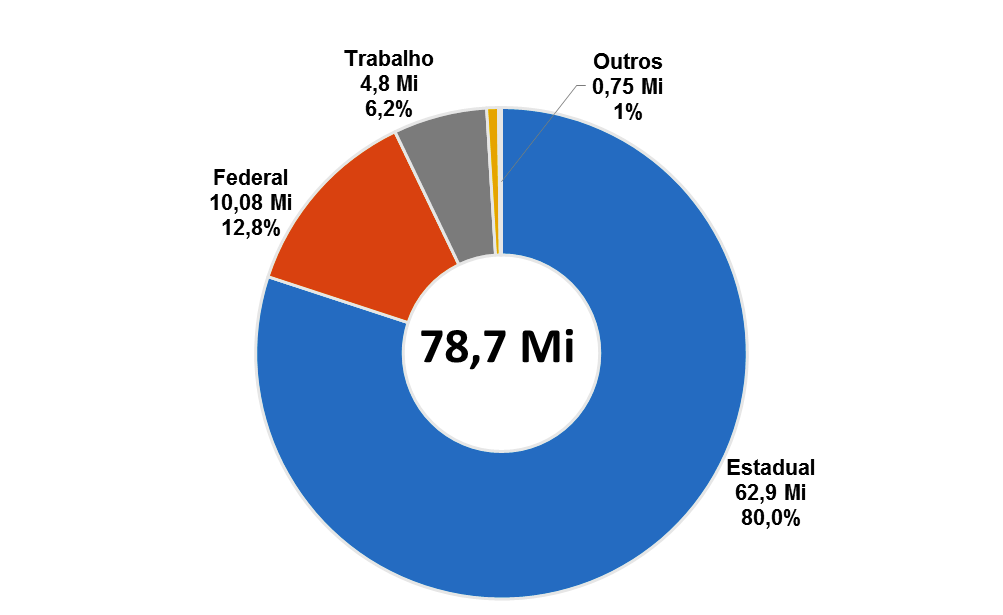 Trabalho
4,8 Mi
6,2%
Outros
0,75 Mi
1%
Federal
10,08 Mi
12,8%
78,7 Mi
Estadual
62,9 Mi
80,0%